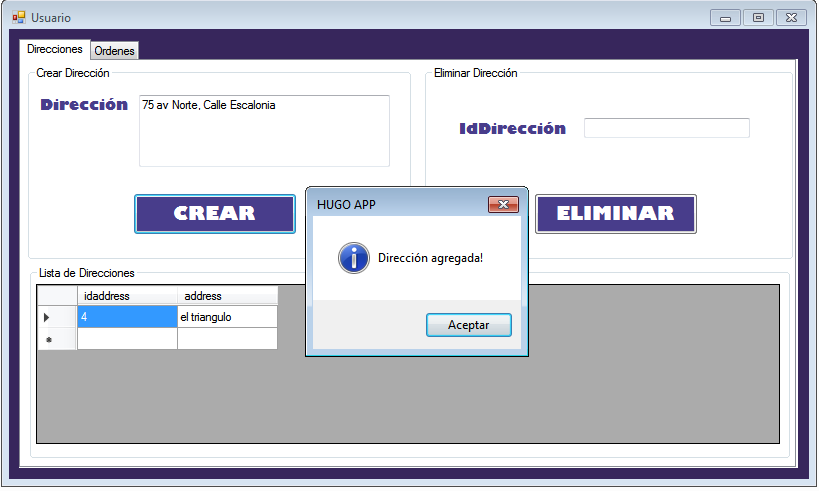 Usuario
Direcciones
Ordenes
Crear Dirección
Dirección
75 av Norte, Calle Escalonia
CREAR
Eliminar Dirección
IdDirección
ELIMINAR
HUGO APP
Dirección agregada!
Aceptar
Lista de Direcciones
idaddress address
4 el triangulo